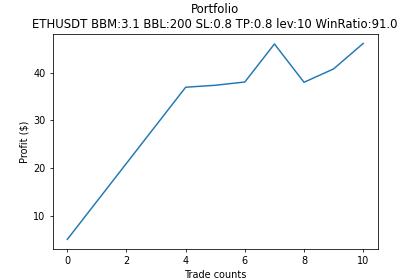 Portfolio
ETHUSDT BBM:3.1 BBL:200 SL:0.8 TP:0.8 lev:10 WinRatio:91.0
40
30
20
10
Profit ($)
0 2 4 6 8 10
Trade counts